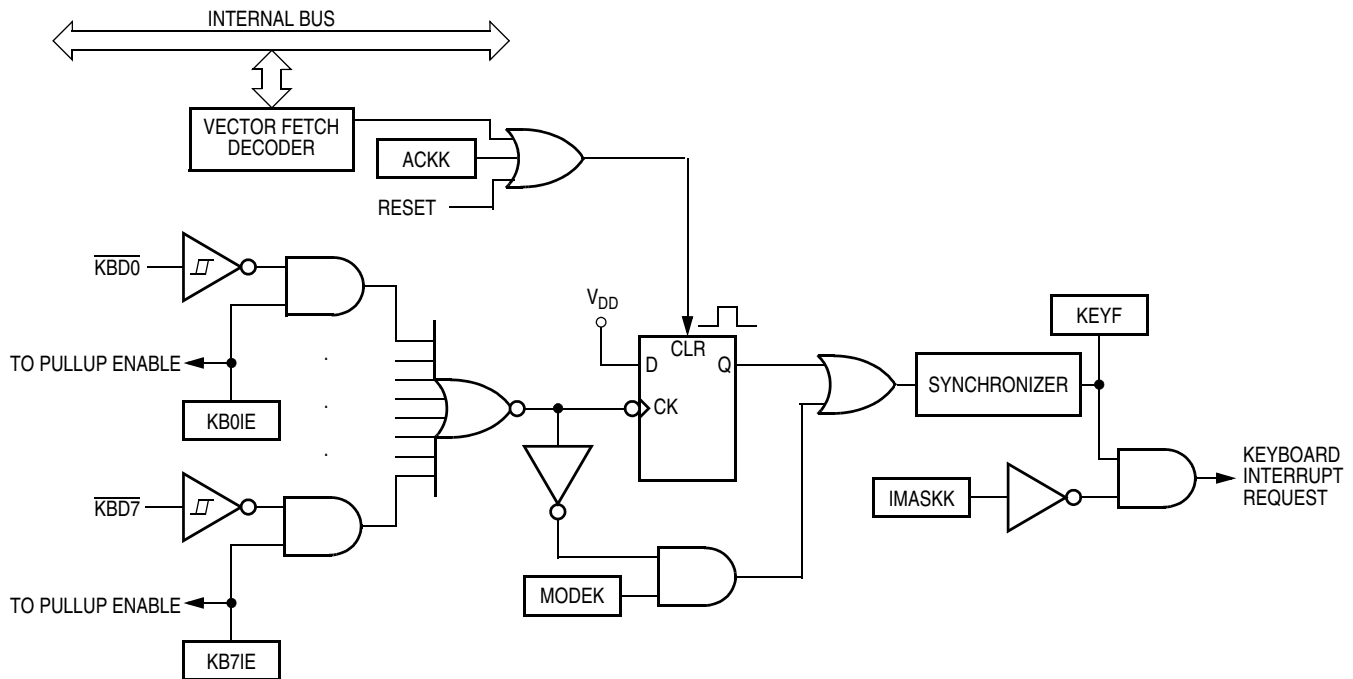 INTERNAL BUS
VECTOR FETCH
DECODER
ACKK
RESET
KBD0
VDD
KEYF
TO PULLUP ENABLE
CLR
D
Q
SYNCHRONIZER
CK
KB0IE
KEYBOARD
INTERRUPT
REQUEST
KBD7
IMASKK
MODEK
TO PULLUP ENABLE
KB7IE